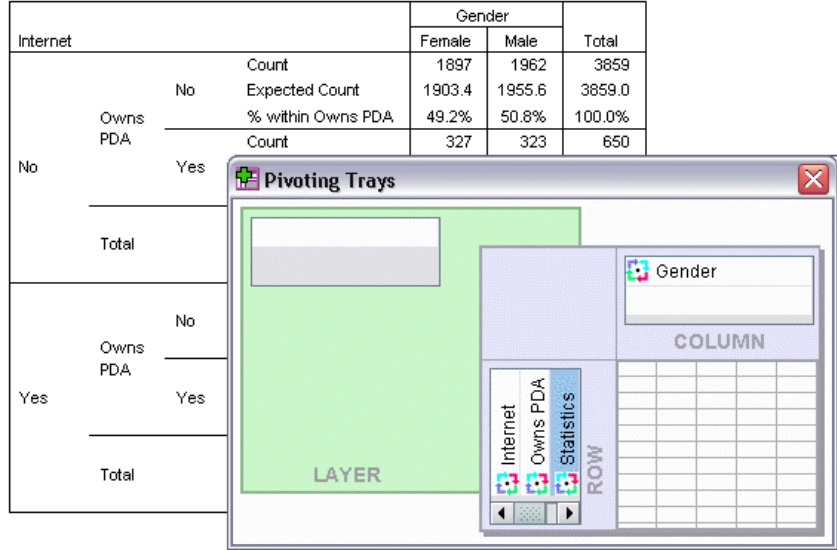 Gender
Internet Female Male Total
Count 1897 1962 3859
No Expected Count 1903.4 1955.6 3859.0
Owns % within Owns PDA 49.2% 50.8% 100.0%
PDA Count 327 323 650
No Yes
Total
No
Owns
PDA
Yes Yes
Total
Pivoting Trays
Gender
COLUMN
LAYER
Internet
Owns PDA
Statistics
ROW